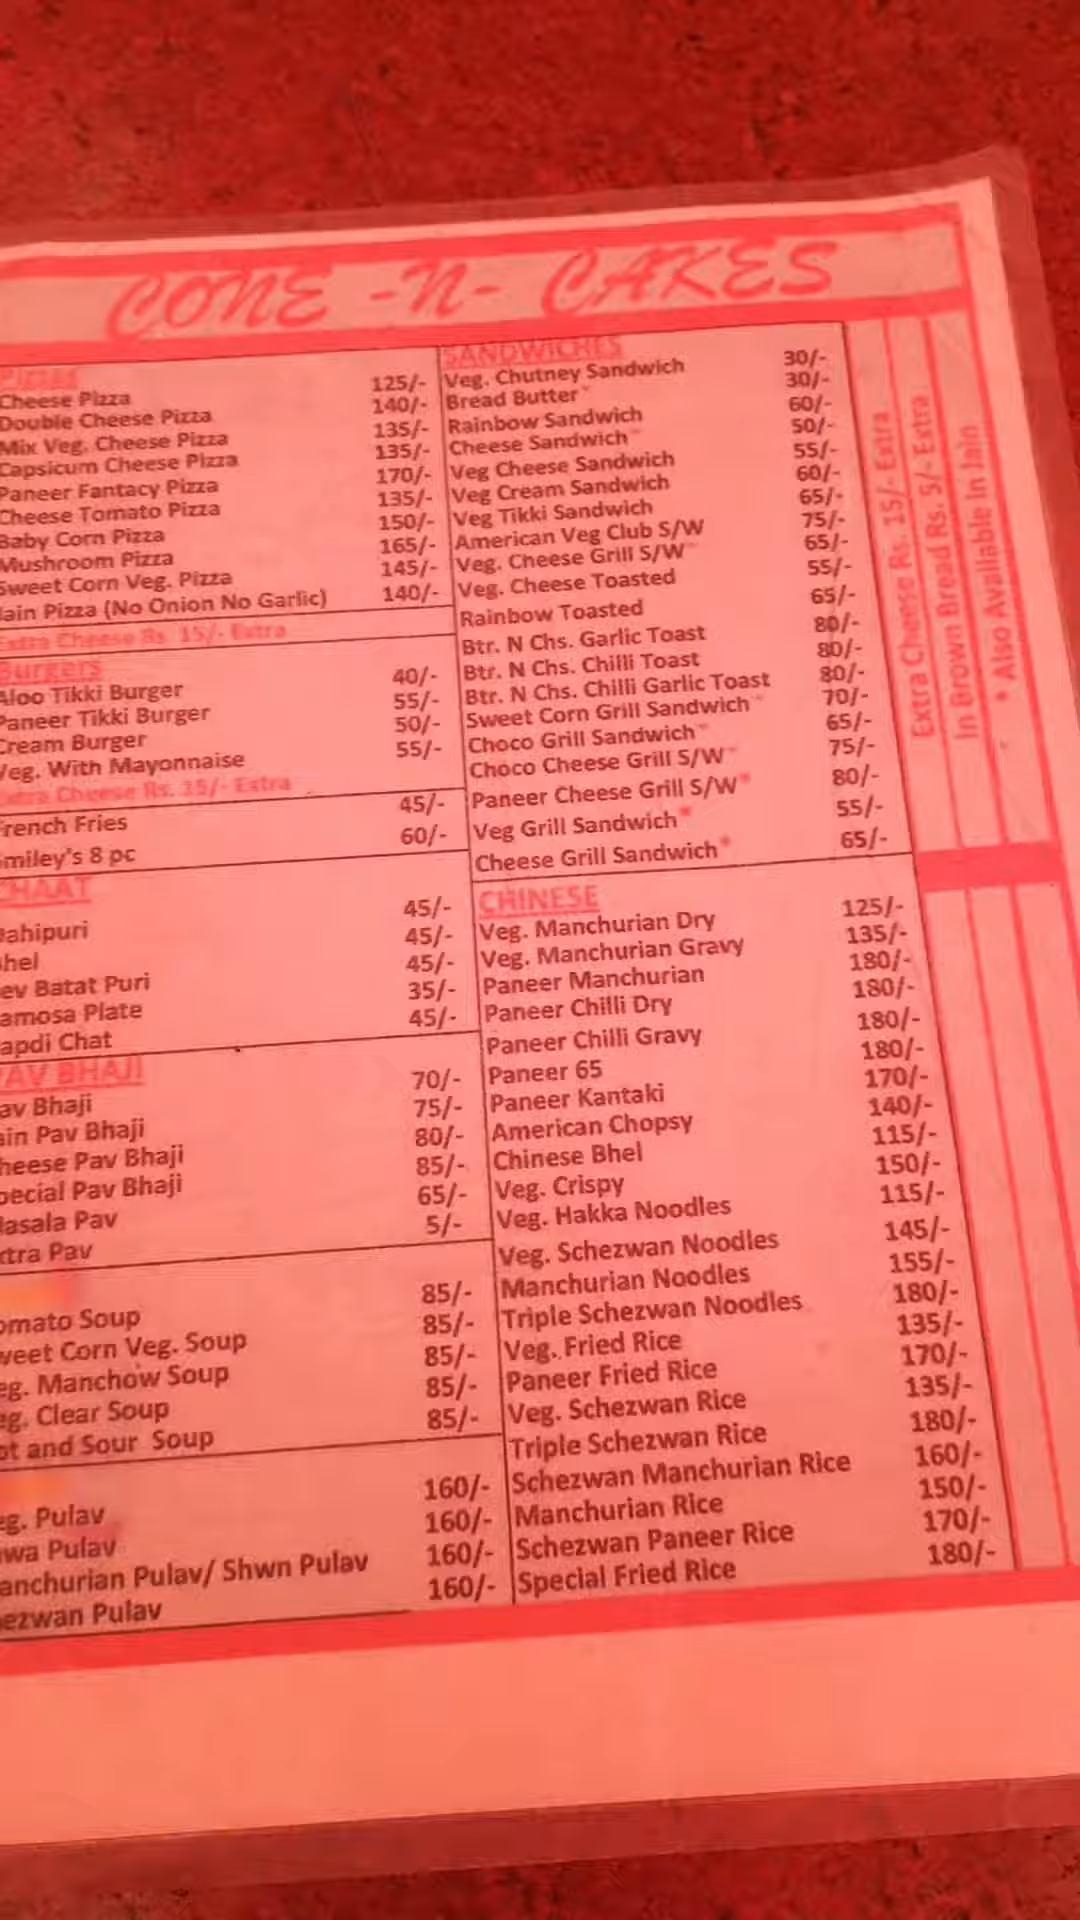 CONE -N- CAKES
Pizzas
Cheese Pizza 125/-
Double Cheese Pizza 140/-
Mix Veg. Cheese Pizza 135/-
Capsicum Cheese Pizza 135/-
Paneer Fantacy Pizza 170/-
Cheese Tomato Pizza 135/-
Baby Corn Pizza 150/-
Mushroom Pizza 165/-
Sweet Corn Veg. Pizza 145/-
Jain Pizza (No Onion No Garlic) 140/-
Extra Cheese Rs. 15/- Extra
Burgers
Aloo Tikki Burger 40/-
Paneer Tikki Burger 55/-
Cream Burger 50/-
Veg. With Mayonnaise 55/-
Extra Cheese Rs. 15/- Extra
French Fries 45/-
Smiley's 8 pc 60/-
CHAAT
Dahipuri 45/-
Bhel 45/-
ev Batat Puri 45/-
amosa Plate 35/-
apdi Chat 45/-
PAV BHAJI
av Bhaji 70/-
ain Pav Bhaji 75/-
heese Pav Bhaji 80/-
pecial Pav Bhaji 85/-
lasala Pav 65/-
xtra Pav 5/-
omato Soup 85/-
weet Corn Veg. Soup 85/-
eg. Manchow Soup 85/-
eg. Clear Soup 85/-
ot and Sour Soup 85/-
eg. Pulav 160/-
awa Pulav 160/-
anchurian Pulav/ Shwn Pulav 160/-
hezwan Pulav 160/-
SANDWICHES
Veg. Chutney Sandwich 30/-
Bread Butter* 30/-
Rainbow Sandwich 60/-
Cheese Sandwich* 50/-
Veg Cheese Sandwich 55/-
Veg Cream Sandwich 60/-
Veg Tikki Sandwich 65/-
American Veg Club S/W 75/-
Veg. Cheese Grill S/W* 65/-
Veg. Cheese Toasted 55/-
Rainbow Toasted 65/-
Btr. N Chs. Garlic Toast 80/-
Btr. N Chs. Chilli Toast 80/-
Btr. N Chs. Chilli Garlic Toast 80/-
Sweet Corn Grill Sandwich* 70/-
Choco Grill Sandwich* 65/-
Choco Cheese Grill S/W* 75/-
Paneer Cheese Grill S/W* 80/-
Veg Grill Sandwich* 55/-
Cheese Grill Sandwich* 65/-
CHINESE
Veg. Manchurian Dry 125/-
Veg. Manchurian Gravy 135/-
Paneer Manchurian 180/-
Paneer Chilli Dry 180/-
Paneer Chilli Gravy 180/-
Paneer 65 180/-
Paneer Kantaki 170/-
American Chopsy 140/-
Chinese Bhel 115/-
Veg. Crispy 150/-
Veg. Hakka Noodles 115/-
Veg. Schezwan Noodles 145/-
Manchurian Noodles 155/-
Triple Schezwan Noodles 180/-
Veg. Fried Rice 135/-
Paneer Fried Rice 170/-
Veg. Schezwan Rice 135/-
Triple Schezwan Rice 180/-
Schezwan Manchurian Rice 160/-
Manchurian Rice 150/-
Schezwan Paneer Rice 170/-
Special Fried Rice 180/-
Extra Cheese Rs. 15/- Extra
Extra Cheese Rs. 5/- Extra
In Brown Bread
* Also Available In Jain